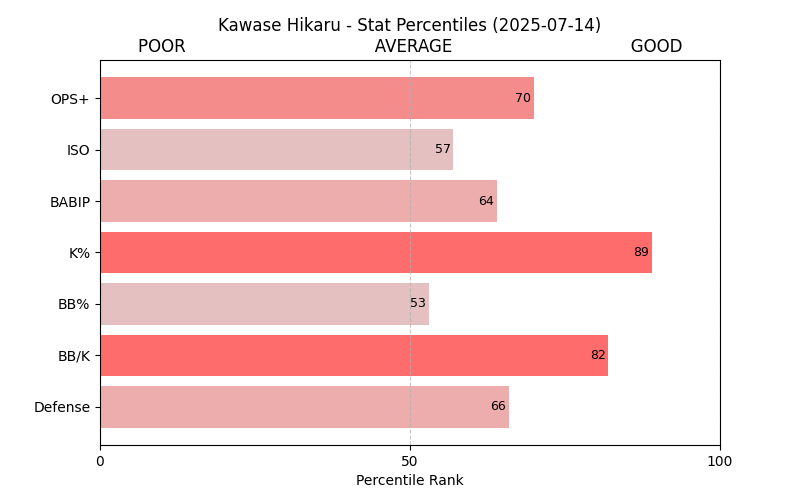 Kawase Hikaru - Stat Percentiles (2025-07-14)
POOR AVERAGE GOOD
OPS+ 70
ISO 57
BABIP 64
K% 89
BB% 53
BB/K 82
Defense 66
0 50 100
Percentile Rank